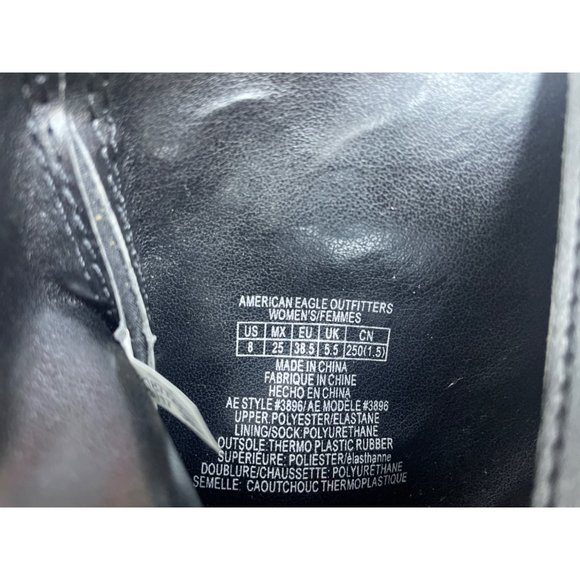 AMERICAN EAGLE OUTFITTERS
WOMEN'S/FEMMES
US MX EU UK CN
8 25 38.5 5.5 250(1.5)
MADE IN CHINA
FABRIQUE IN CHINE
HECHO EN CHINA
AE STYLE #3896/ AE MODÈLE #3896
UPPER:POLYESTER/ELASTANE
LINING/SOCK:POLYURETHANE
OUTSOLE:THERMO PLASTIC RUBBER
SUPÉRIEURE: POLIESTER/élasthanne
DOUBLURE/CHAUSSETTE: POLYURETHANE
SEMELLE: CAOUTCHOUC THERMOPLASTIQUE